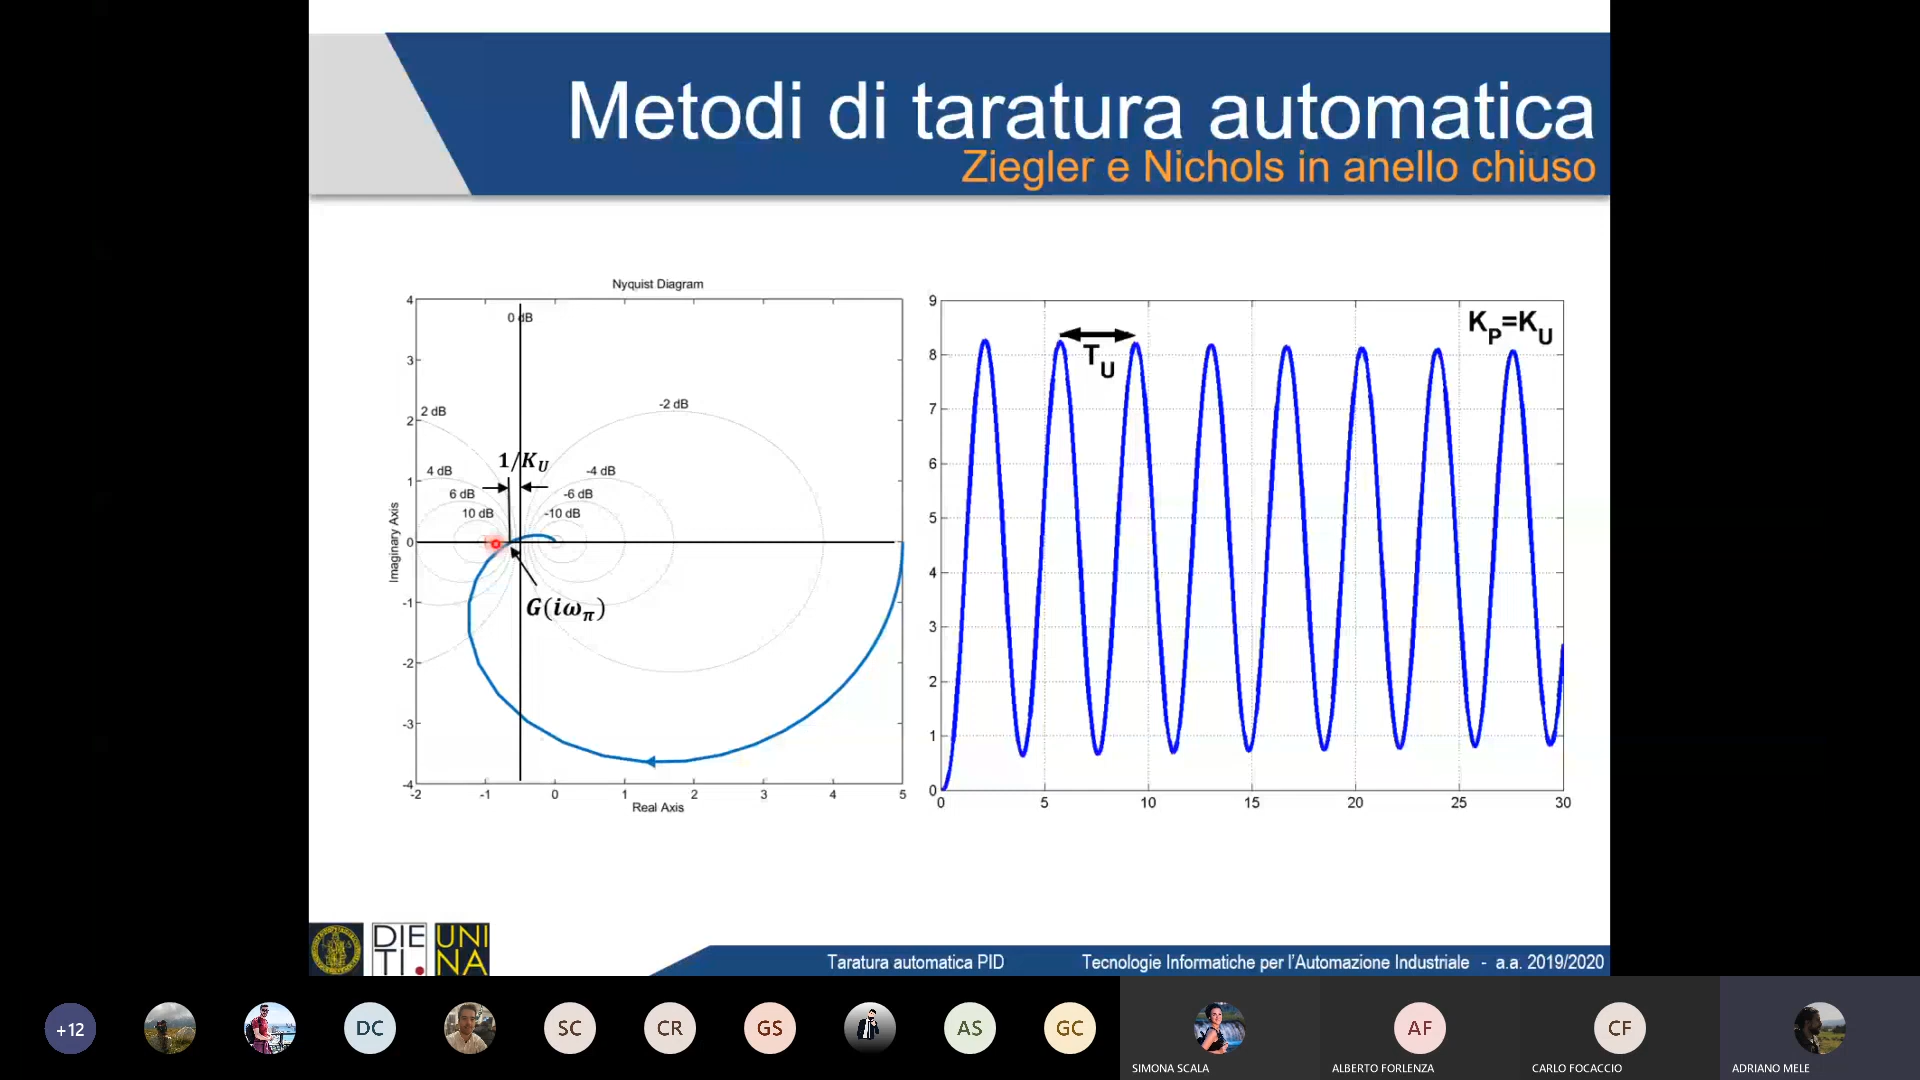 Metodi di taratura automatica
Ziegler e Nichols in anello chiuso
Nyquist Diagram
4
3
2
1
0
-1
-2
-3
-4
Imaginary Axis
0 dB
2 dB
-2 dB
4 dB
-4 dB
6 dB
-6 dB
10 dB
-10 dB
1/K_U
G(iω_π)
-2 -1 0 1 2 3 4 5
Real Axis
9
8
7
6
5
4
3
2
1
0
K_P=K_U
T_U
0 5 10 15 20 25 30
DIE
TI.
UNI
NA
Taratura automatica PID
Tecnologie Informatiche per l'Automazione Industriale - a.a. 2019/2020
+12
DC
SC
CR
GS
AS
GC
AF
CF
SIMONA SCALA
ALBERTO FORLENZA
CARLO FOCACCIO
ADRIANO MELE